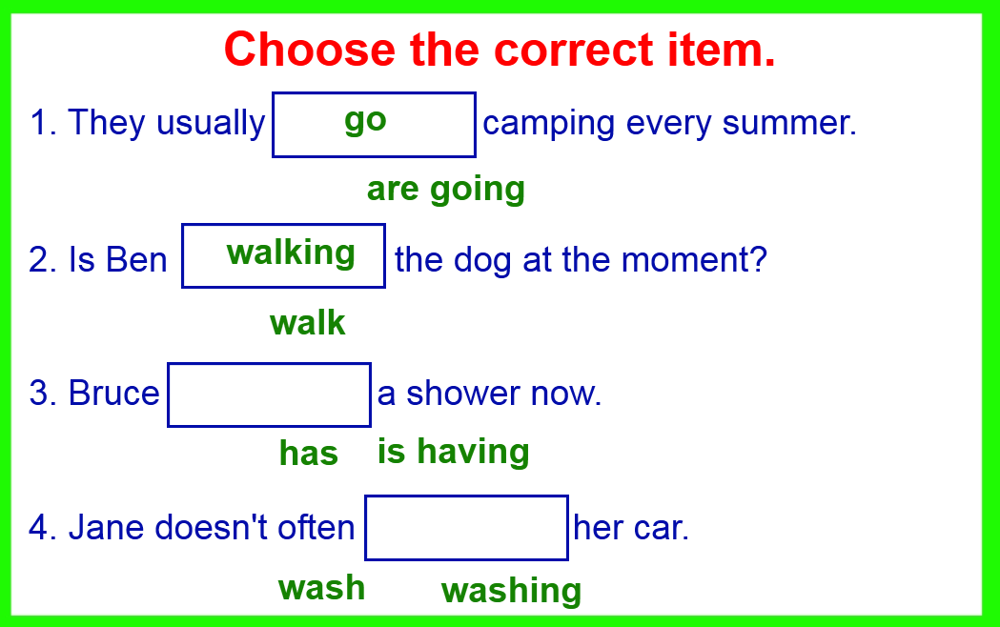 Choose the correct item.
1. They usually go camping every summer.
are going
2. Is Ben walking the dog at the moment?
walk
3. Bruce a shower now.
has is having
4. Jane doesn't often her car.
wash washing